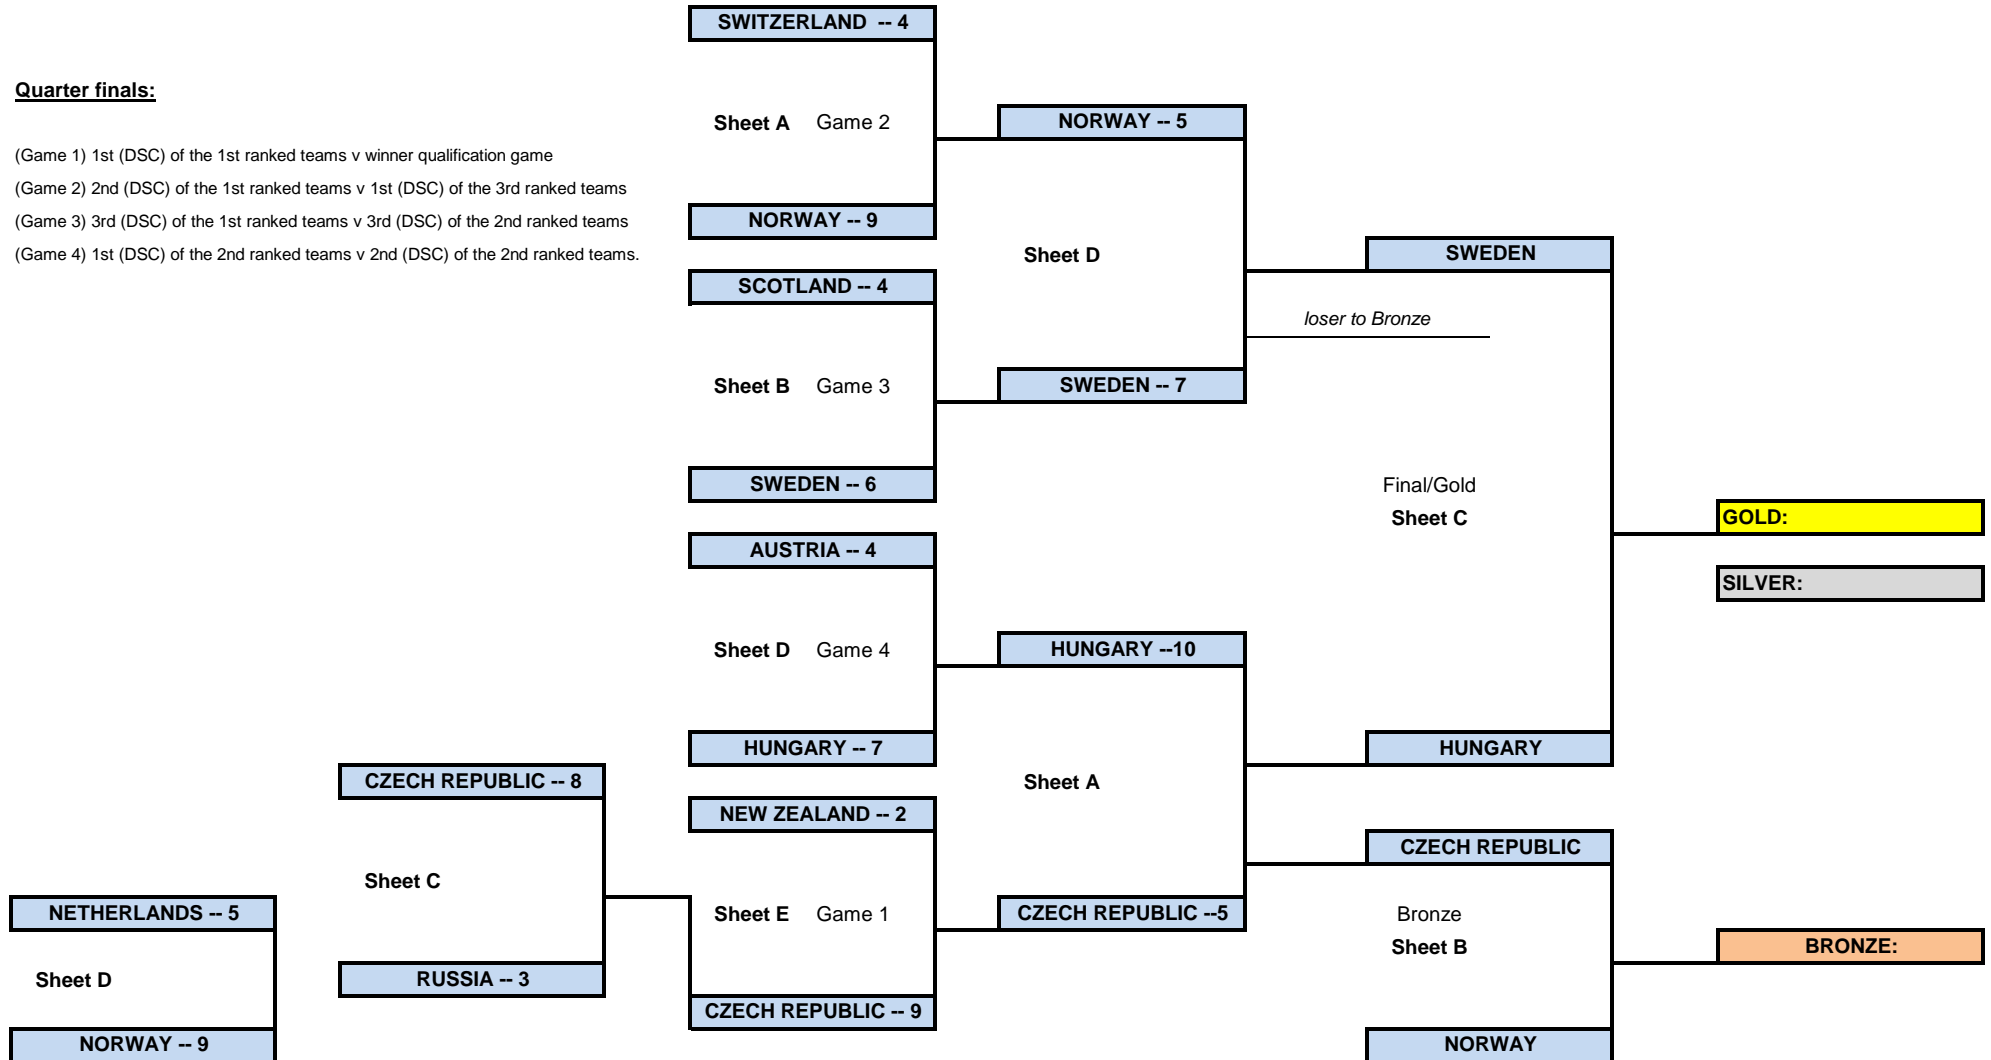 SWITZERLAND -- 4
Quarter finals:
Sheet A Game 2
NORWAY -- 5
(Game 1) 1st (DSC) of the 1st ranked teams v winner qualification game
(Game 2) 2nd (DSC) of the 1st ranked teams v 1st (DSC) of the 3rd ranked teams
(Game 3) 3rd (DSC) of the 1st ranked teams v 3rd (DSC) of the 2nd ranked teams
NORWAY -- 9
(Game 4) 1st (DSC) of the 2nd ranked teams v 2nd (DSC) of the 2nd ranked teams.
Sheet D
SWEDEN
SCOTLAND -- 4
loser to Bronze
Sheet B Game 3
SWEDEN -- 7
SWEDEN -- 6
Final/Gold
Sheet C
GOLD:
AUSTRIA -- 4
SILVER:
Sheet D Game 4
HUNGARY --10
HUNGARY -- 7
HUNGARY
CZECH REPUBLIC -- 8
Sheet A
NEW ZEALAND -- 2
CZECH REPUBLIC
Sheet C
NETHERLANDS -- 5
Sheet E Game 1
CZECH REPUBLIC --5
Bronze
Sheet B
BRONZE:
Sheet D
RUSSIA -- 3
CZECH REPUBLIC -- 9
NORWAY -- 9
NORWAY